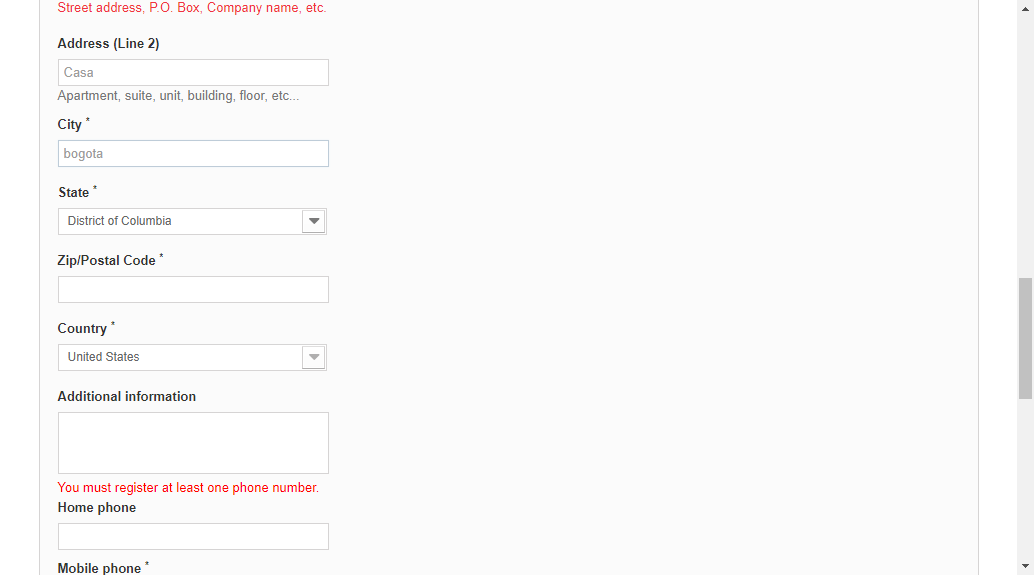 Street address, P.O. Box, Company name, etc.
Address (Line 2)
Casa
Apartment, suite, unit, building, floor, etc...
City *
bogota
State *
District of Columbia
Zip/Postal Code *
Country *
United States
Additional information
You must register at least one phone number.
Home phone
Mobile phone *